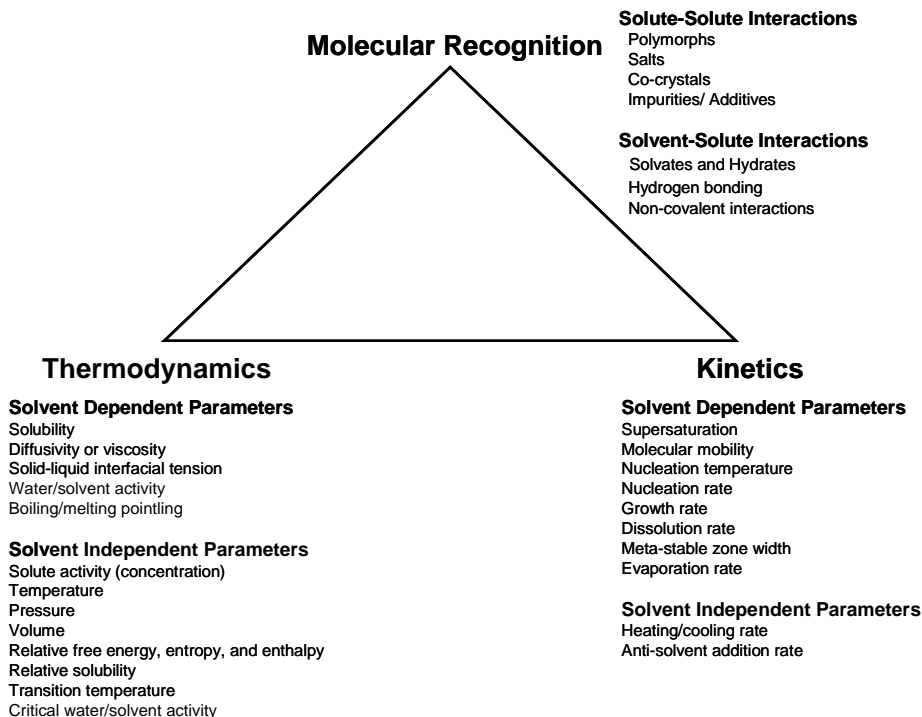 Molecular Recognition
Solute-Solute Interactions
Polymorphs
Salts
Co-crystals
Impurities/ Additives
Solvent-Solute Interactions
Solvates and Hydrates
Hydrogen bonding
Non-covalent interactions
Thermodynamics
Solvent Dependent Parameters
Solubility
Diffusivity or viscosity
Solid-liquid interfacial tension
Water/solvent activity
Boiling/melting pointling
Solvent Independent Parameters
Solute activity (concentration)
Temperature
Pressure
Volume
Relative free energy, entropy, and enthalpy
Relative solubility
Transition temperature
Critical water/solvent activity
Kinetics
Solvent Dependent Parameters
Supersaturation
Molecular mobility
Nucleation temperature
Nucleation rate
Growth rate
Dissolution rate
Meta-stable zone width
Evaporation rate
Solvent Independent Parameters
Heating/cooling rate
Anti-solvent addition rate